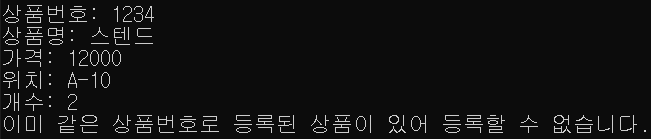 상품번호: 1234
상품명: 스텐드
가격: 12000
위치: A-10
개수: 2
이미 같은 상품번호로 등록된 상품이 있어 등록할 수 없습니다.